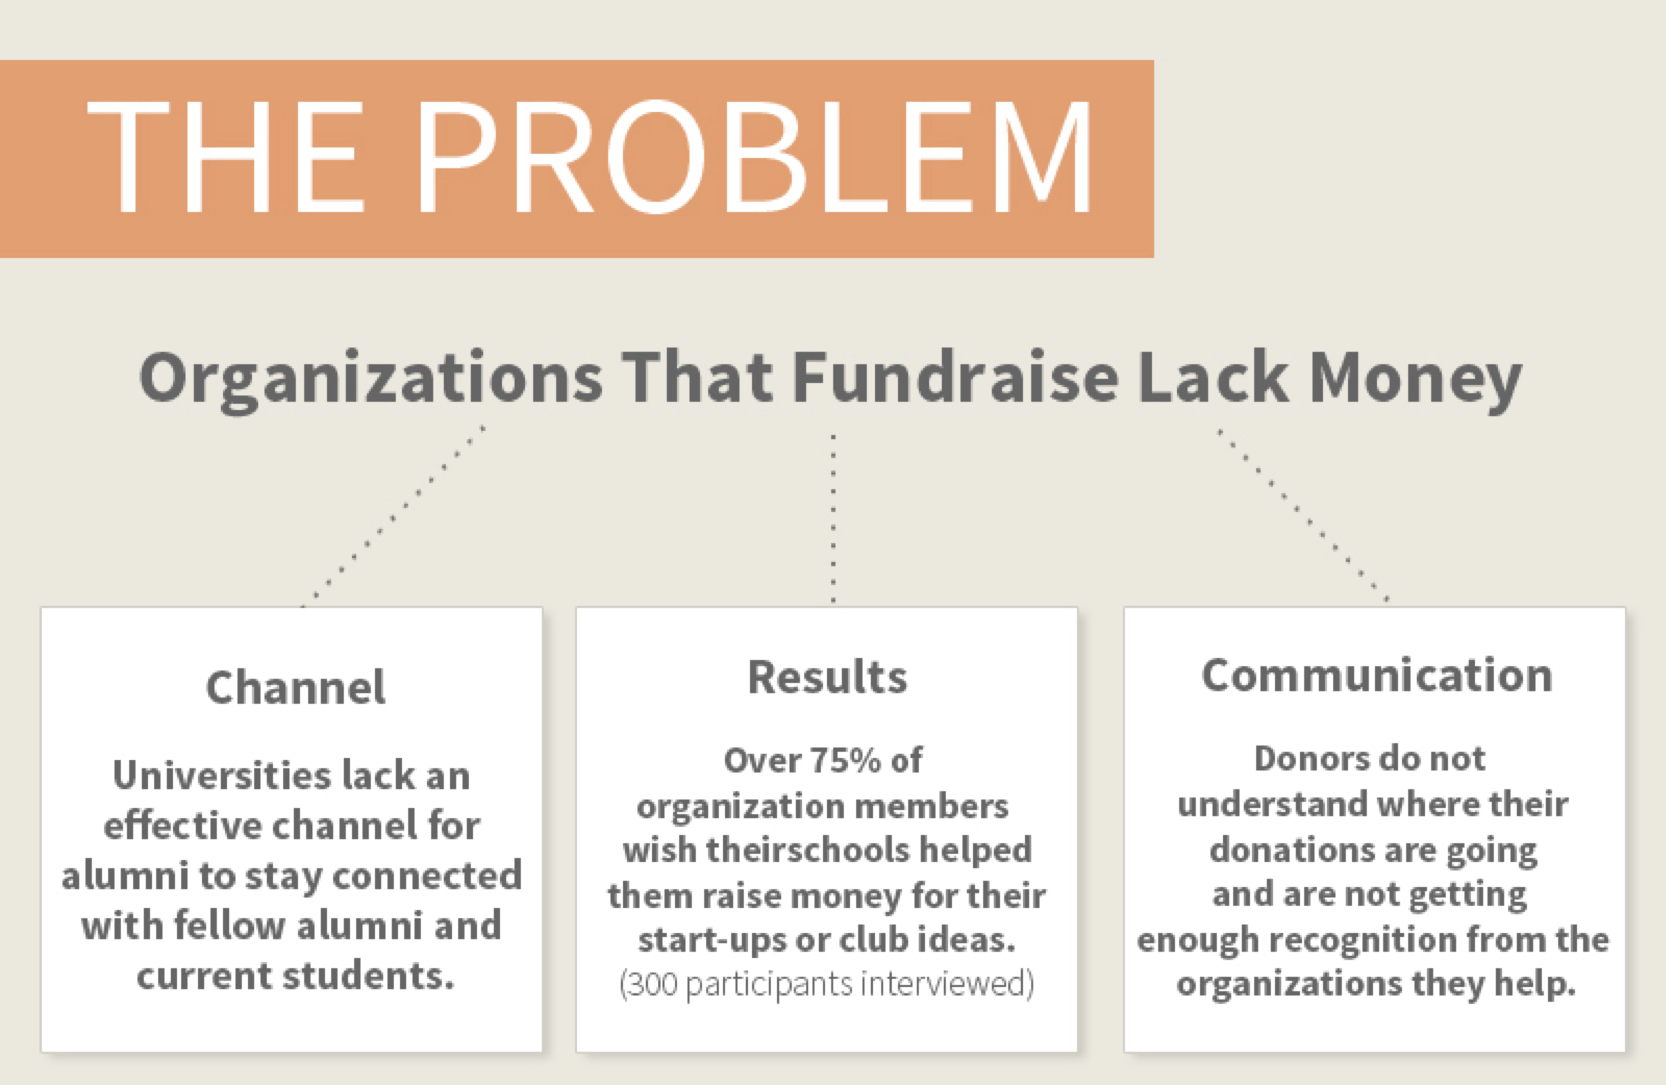 THE PROBLEM
Organizations That Fundraise Lack Money
Channel
Universities lack an
effective channel for
alumni to stay connected
with fellow alumni and
current students.
Results
Over 75% of
organization members
wish theirschools helped
them raise money for their
start-ups or club ideas.
(300 participants interviewed)
Communication
Donors do not
understand where their
donations are going
and are not getting
enough recognition from the
organizations they help.